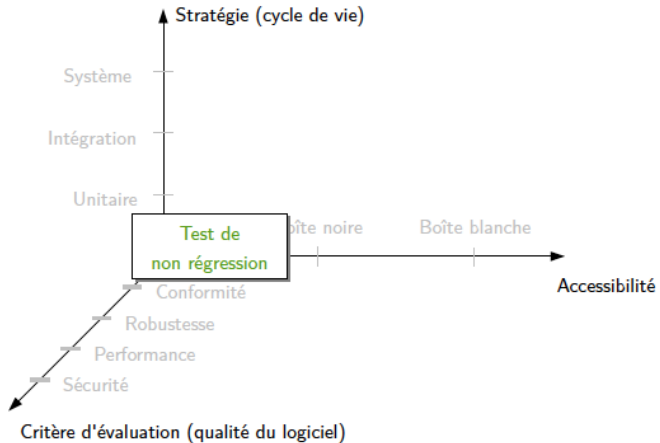 Stratégie (cycle de vie)
Système
Intégration
Unitaire
Test de
non régression
oîte noire
Boîte blanche
Accessibilité
Conformité
Robustesse
Performance
Sécurité
Critère d'évaluation (qualité du logiciel)